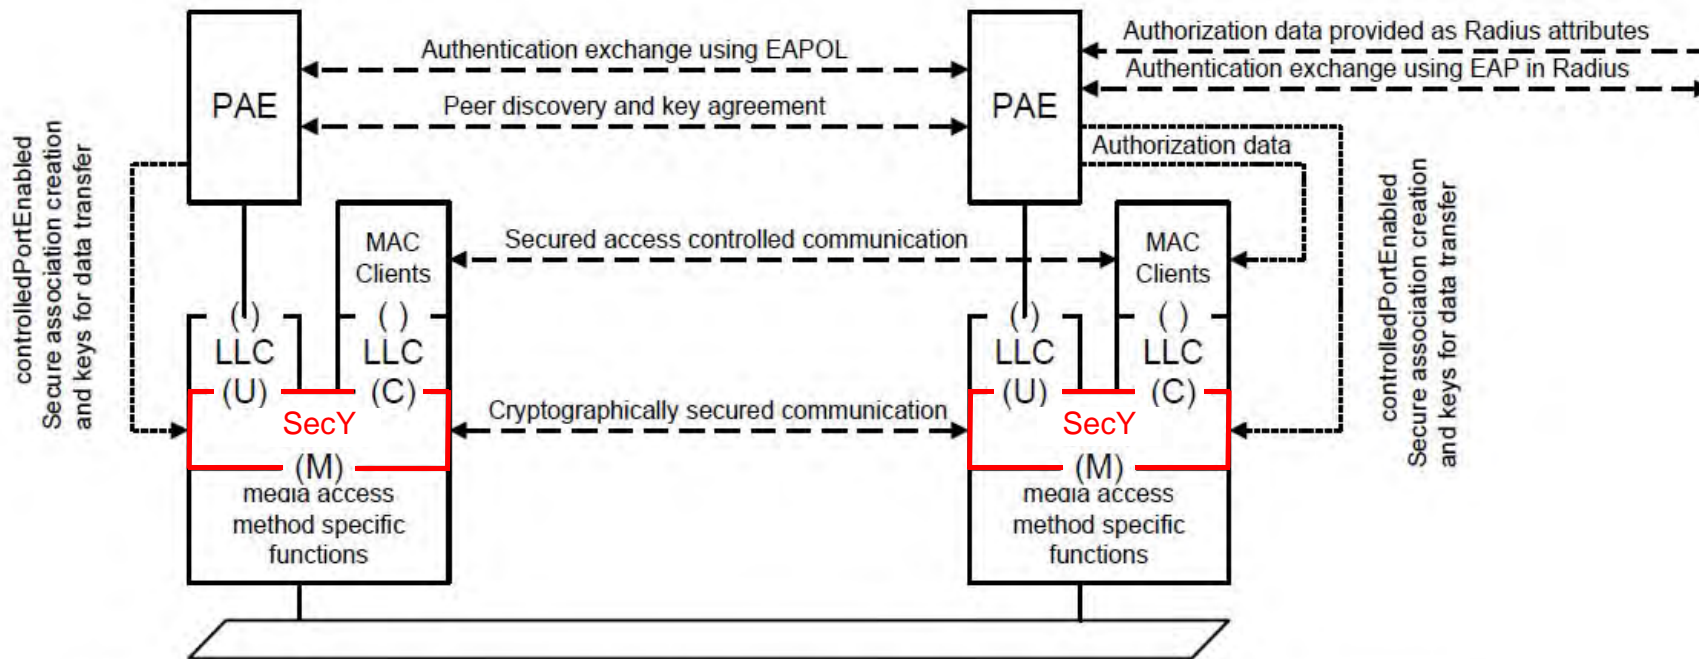 Authorization data provided as Radius attributes
Authentication exchange using EAPOL
Authentication exchange using EAP in Radius
PAE
Peer discovery and key agreement
PAE
Authorization data
controlledPortEnabled
Secure association creation
and keys for data transfer
controlledPortEnabled
Secure association creation
and keys for data transfer
MAC
Clients
Secured access controlled communication
MAC
Clients
( )
( )
( )
( )
LLC
LLC
LLC
LLC
(U)
(C)
(U)
(C)
SecY
Cryptographically secured communication
SecY
(M)
(M)
media access
method specific
functions
media access
method specific
functions